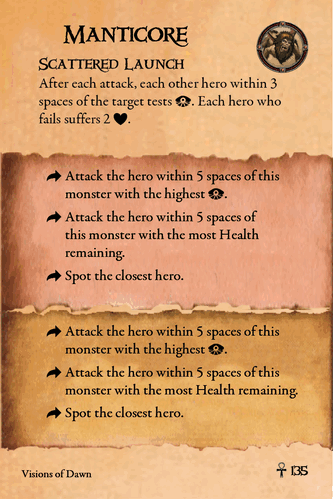 Manticore
Scattered Launch
After each attack, each other hero within 3
spaces of the target tests . Each hero who
fails suffers 2 .
Attack the hero within 5 spaces of this
monster with the highest .
Attack the hero within 5 spaces of
this monster with the most Health
remaining.
Spot the closest hero.
Attack the hero within 5 spaces of this
monster with the highest .
Attack the hero within 5 spaces of this
monster with the most Health remaining.
Spot the closest hero.
Visions of Dawn
135